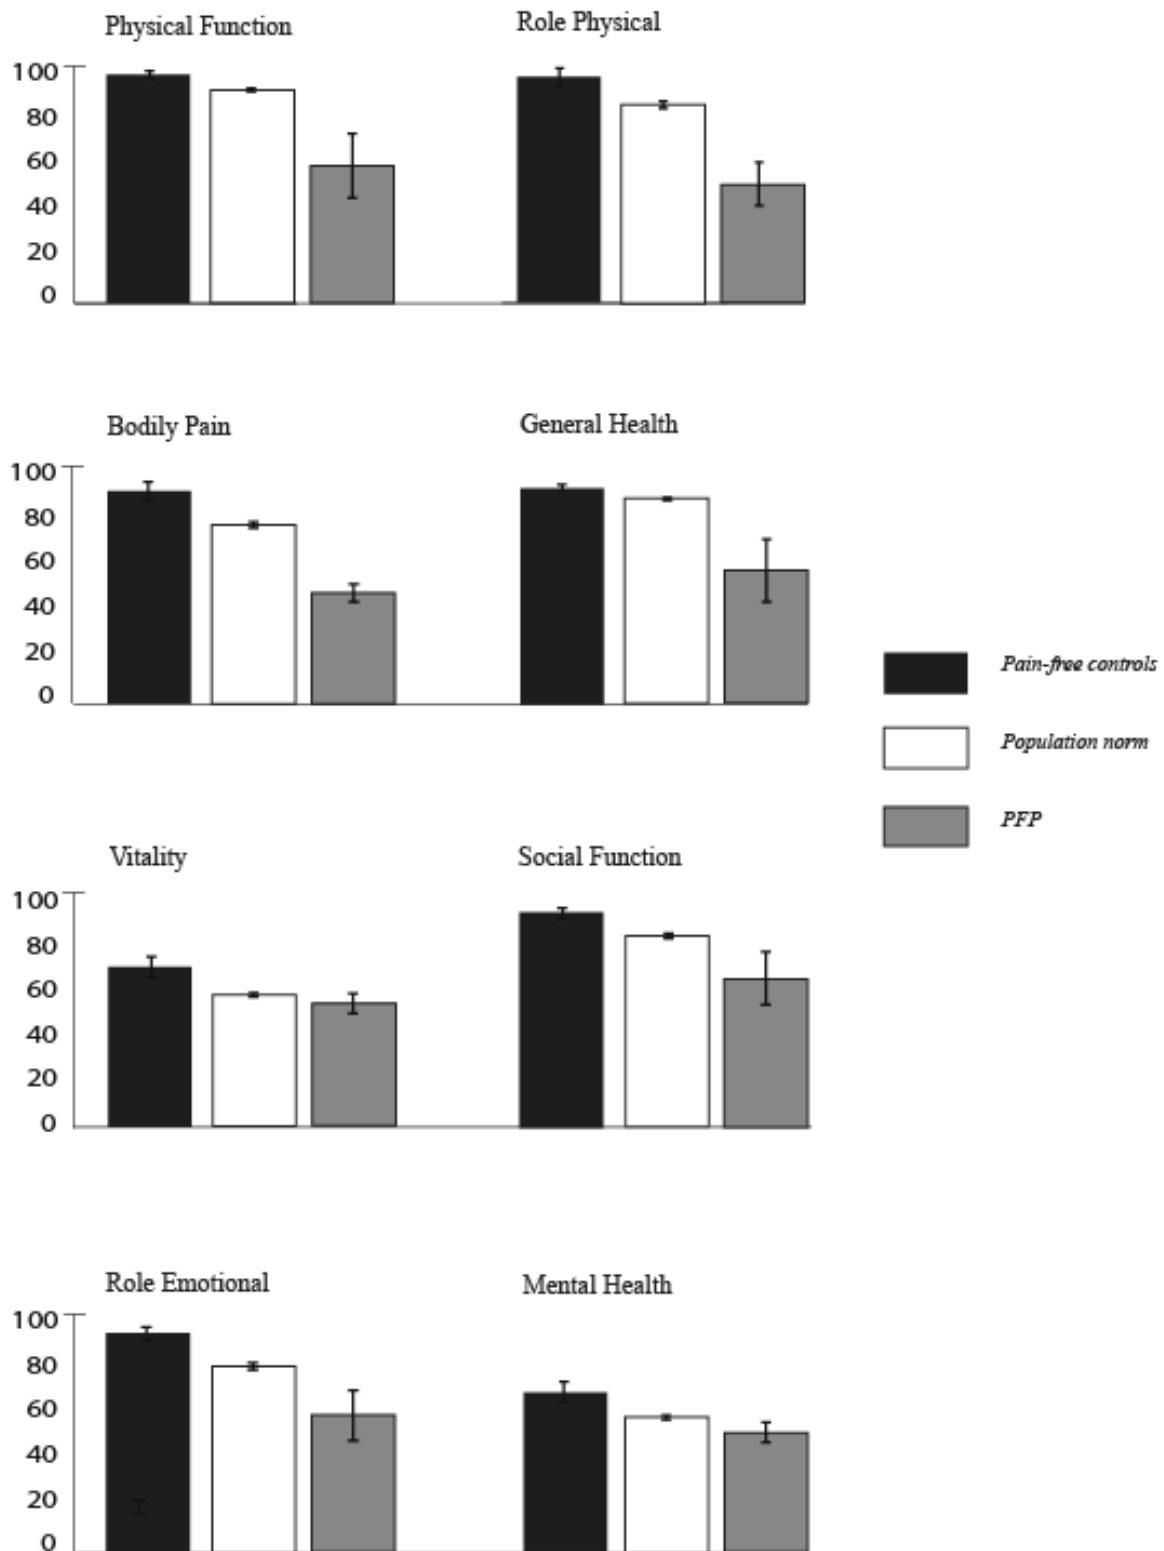 Physical Function
Role Physical
100
80
60
40
20
0
Bodily Pain
General Health
100
80
60
40
20
0
Pain-free controls
Population norm
PFP
Vitality
Social Function
100
80
60
40
20
0
Role Emotional
Mental Health
100
80
60
40
20
0